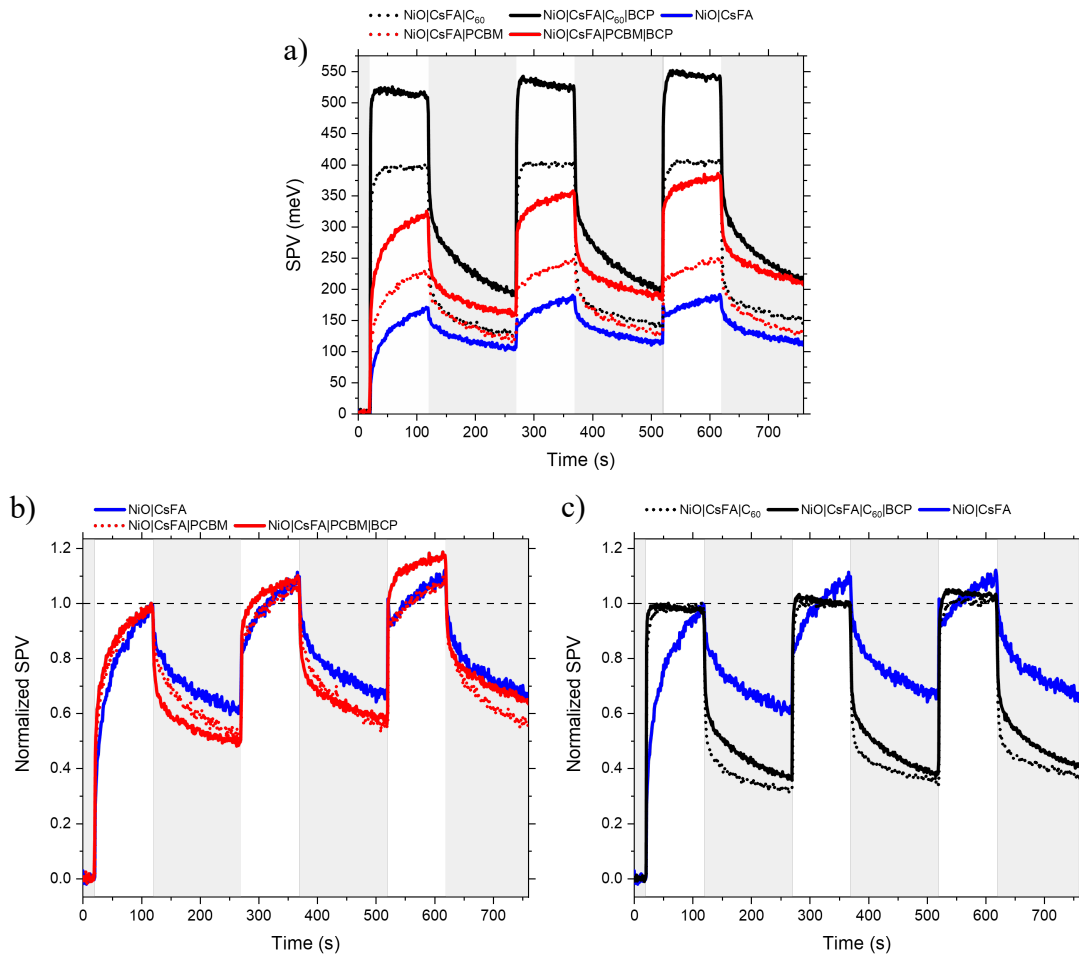 NiO|CsFA|C₆₀ NiO|CsFA|C₆₀|BCP NiO|CsFA
NiO|CsFA|PCBM NiO|CsFA|PCBM|BCP
a)
550
500
450
400
350
300
250
200
150
100
50
0
SPV (meV)
0 100 200 300 400 500 600 700
Time (s)
b)
NiO|CsFA
NiO|CsFA|PCBM NiO|CsFA|PCBM|BCP
1.2
1.0
0.8
0.6
0.4
0.2
0.0
Normalized SPV
0 100 200 300 400 500 600 700
Time (s)
c)
NiO|CsFA|C₆₀ NiO|CsFA|C₆₀|BCP NiO|CsFA
1.2
1.0
0.8
0.6
0.4
0.2
0.0
Normalized SPV
0 100 200 300 400 500 600 700
Time (s)